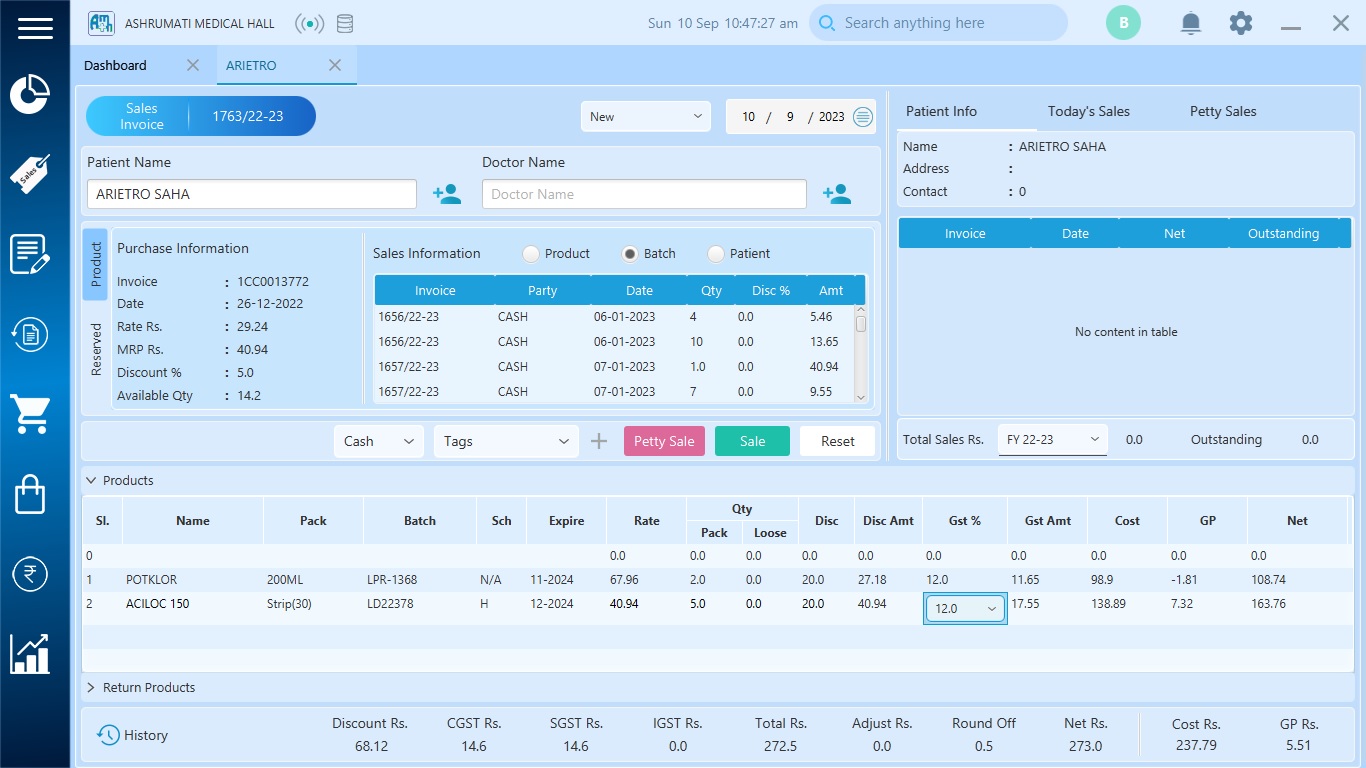 ASHRUMATI MEDICAL HALL
Sun 10 Sep 10:47:27 am
Search anything here
B
Dashboard
ARIETRO
Sales
Invoice 1763/22-23
New
10 / 9 / 2023
Patient Name
Doctor Name
ARIETRO SAHA
Doctor Name
Product
Reserved
Purchase Information
Invoice : 1CC0013772
Date : 26-12-2022
Rate Rs. : 29.24
MRP Rs. : 40.94
Discount % : 5.0
Available Qty : 14.2
Sales Information Product Batch Patient
Invoice Party Date Qty Disc % Amt
1656/22-23 CASH 06-01-2023 4 0.0 5.46
1656/22-23 CASH 06-01-2023 10 0.0 13.65
1657/22-23 CASH 07-01-2023 1.0 0.0 40.94
1657/22-23 CASH 07-01-2023 7 0.0 9.55
Cash Tags Petty Sale Sale Reset
Patient Info Today's Sales Petty Sales
Name : ARIETRO SAHA
Address :
Contact : 0
Invoice Date Net Outstanding
No content in table
Total Sales Rs. FY 22-23 0.0 Outstanding 0.0
Products
Sl. Name Pack Batch Sch Expire Rate Qty Disc Disc Amt Gst % Gst Amt Cost GP Net
Pack Loose
0 0.0 0.0 0.0 0.0 0.0 0.0 0.0 0.0 0.0 0.0
1 POTKLOR 200ML LPR-1368 N/A 11-2024 67.96 2.0 0.0 20.0 27.18 12.0 11.65 98.9 -1.81 108.74
2 ACILOC 150 Strip(30) LD22378 H 12-2024 40.94 5.0 0.0 20.0 40.94 12.0 17.55 138.89 7.32 163.76
Return Products
History
Discount Rs. CGST Rs. SGST Rs. IGST Rs. Total Rs. Adjust Rs. Round Off Net Rs. Cost Rs. GP Rs.
68.12 14.6 14.6 0.0 272.5 0.0 0.5 273.0 237.79 5.51